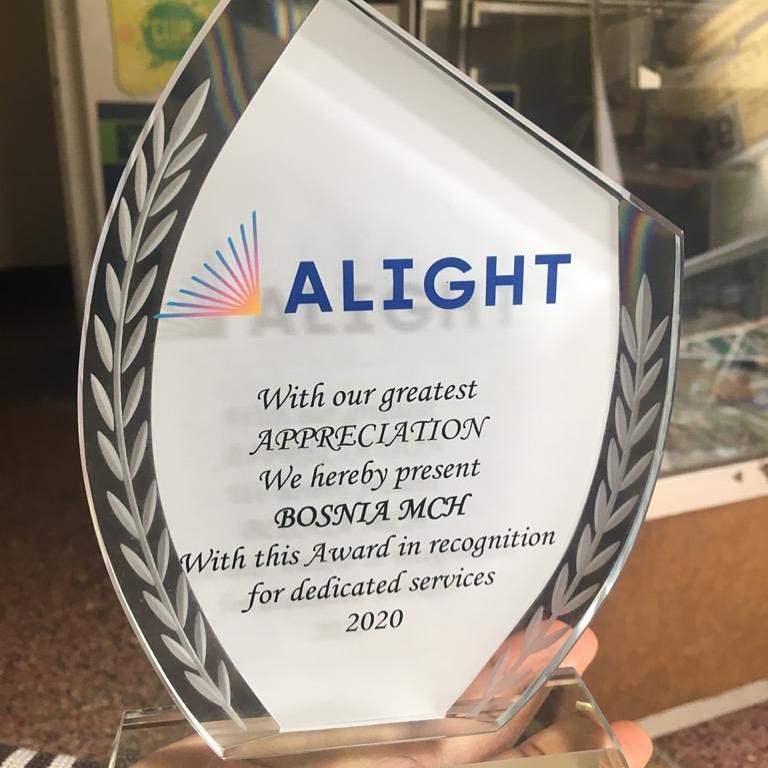 ALIGHT
With our greatest
APPRECIATION
We hereby present
BOSNIA MCH
With this Award in recognition
for dedicated services
2020